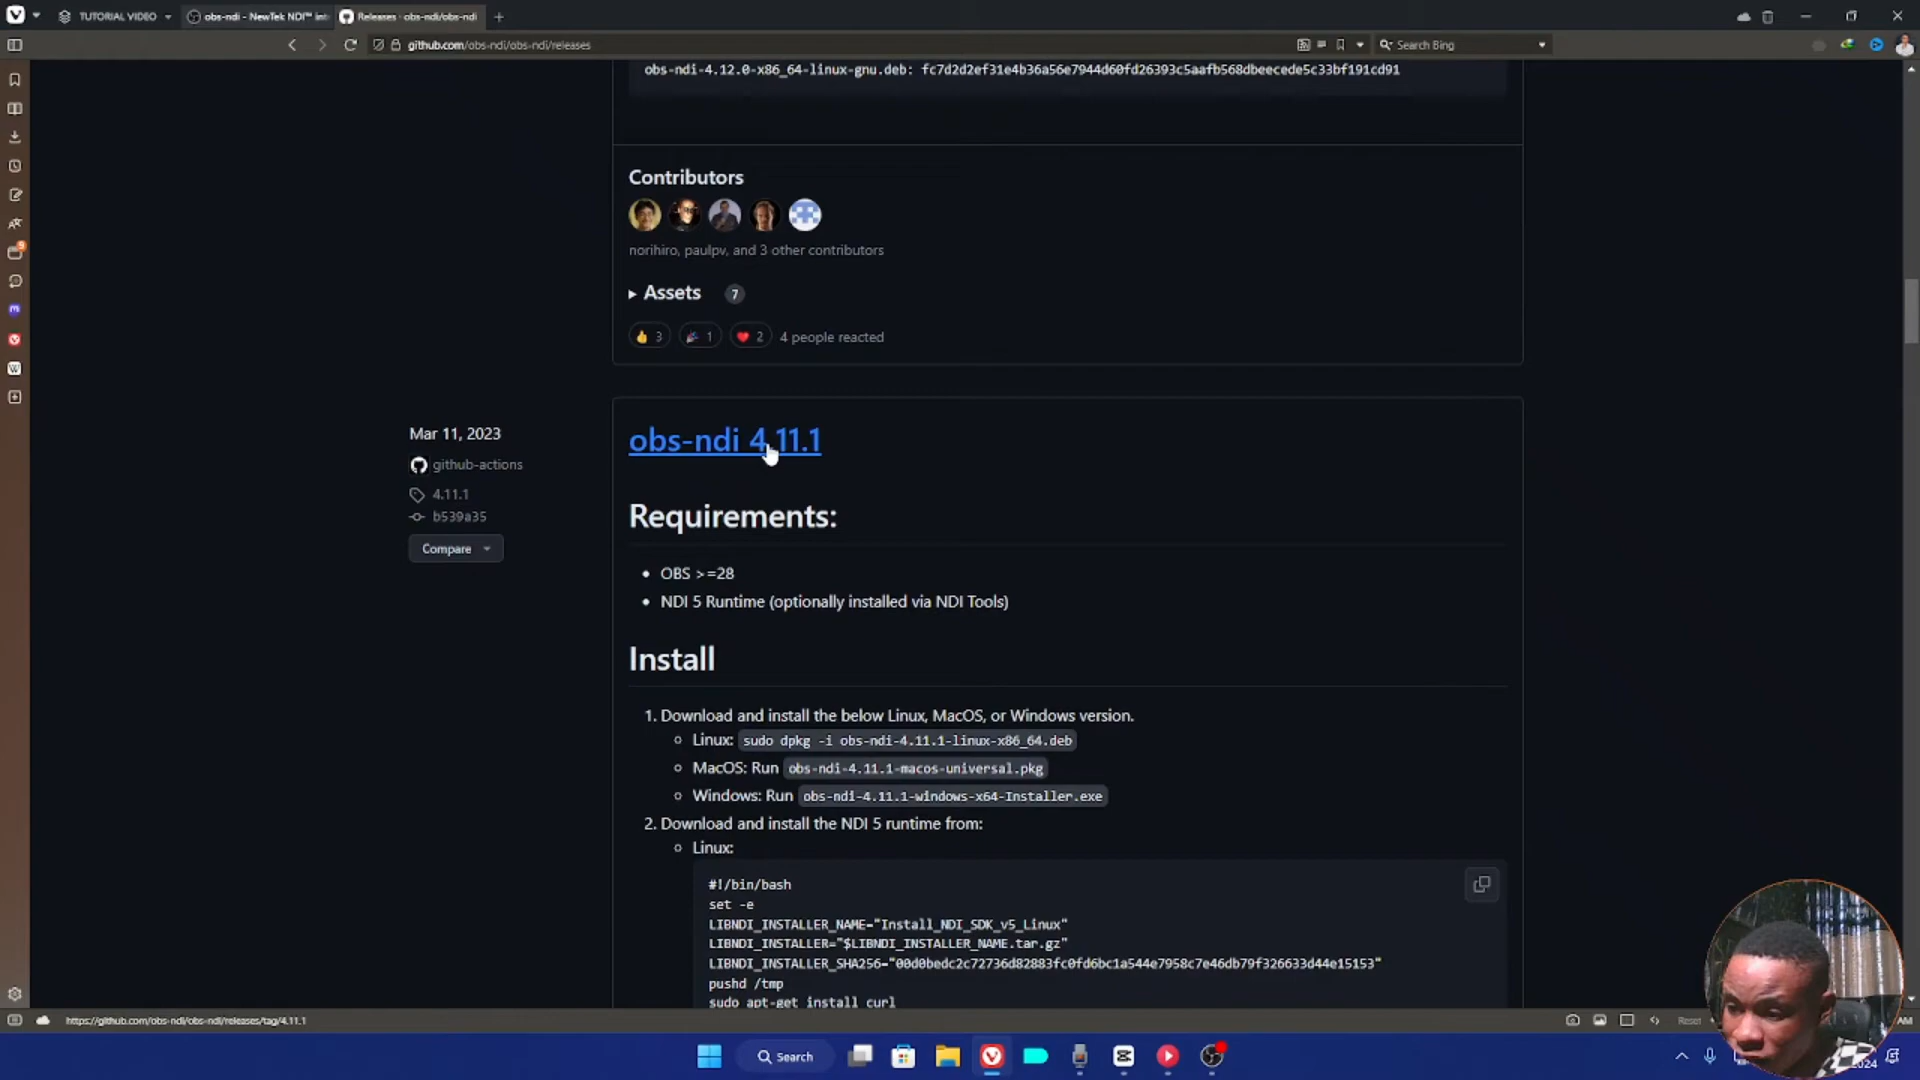 TUTORIAL VIDEO
obs-ndi - NewTek NDI™ int
Releases · obs-ndi/obs-ndi
github.com/obs-ndi/obs-ndi/releases
Search Bing
obs-ndi-4.12.0-x86_64-linux-gnu.deb: fc7d2d2ef31e4b36a56e7944d60fd26393c5aafb568dbeecede5c33bf191cd91
Contributors
norihiro, paulpv, and 3 other contributors
Assets 7
3 1 2 4 people reacted
Mar 11, 2023
github-actions
4.11.1
b539a35
Compare
obs-ndi 4.11.1
Requirements:
• OBS >=28
• NDI 5 Runtime (optionally installed via NDI Tools)
Install
1. Download and install the below Linux, MacOS, or Windows version.
Linux: sudo dpkg -i obs-ndi-4.11.1-linux-x86_64.deb
MacOS: Run obs-ndi-4.11.1-macos-universal.pkg
Windows: Run obs-ndi-4.11.1-windows-x64-Installer.exe
2. Download and install the NDI 5 runtime from:
Linux:
#!/bin/bash
set -e
LIBNDI_INSTALLER_NAME="Install_NDI_SDK_v5_Linux"
LIBNDI_INSTALLER="$LIBNDI_INSTALLER_NAME.tar.gz"
LIBNDI_INSTALLER_SHA256="00d0bedc2c72736d82883fc0fd6bc1a544e7958c7e46db79f326633d44e15153"
pushd /tmp
sudo apt-get install curl
https://github.com/obs-ndi/obs-ndi/releases/tag/4.11.1
Reset
AM
Search
2024